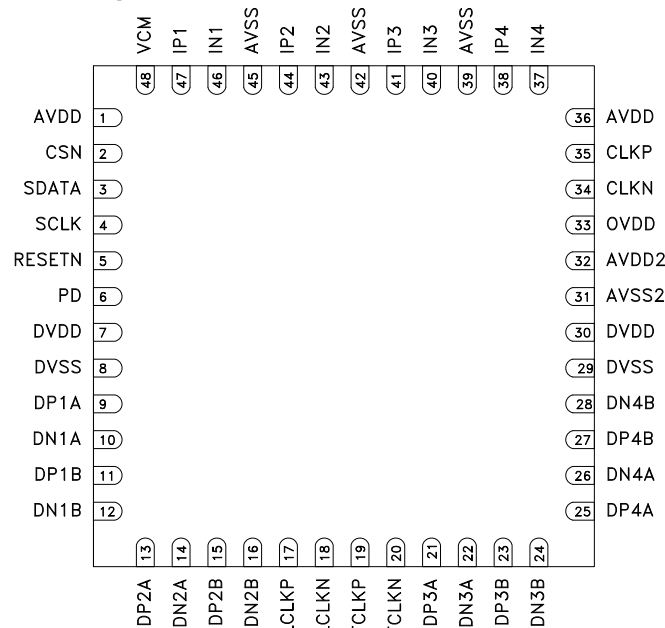 VCM
IP1
IN1
AVSS
IP2
IN2
AVSS
IP3
IN3
AVSS
IP4
IN4
48
47
46
45
44
43
42
41
40
39
38
37
AVDD 1
CSN 2
SDATA 3
SCLK 4
RESETN 5
PD 6
DVDD 7
DVSS 8
DP1A 9
DN1A 10
DP1B 11
DN1B 12
36 AVDD
35 CLKP
34 CLKN
33 OVDD
32 AVDD2
31 AVSS2
30 DVDD
29 DVSS
28 DN4B
27 DP4B
26 DN4A
25 DP4A
13
14
15
16
17
18
19
20
21
22
23
24
DP2A
DN2A
DP2B
DN2B
DP3A
DN3A
DP3B
DN3B